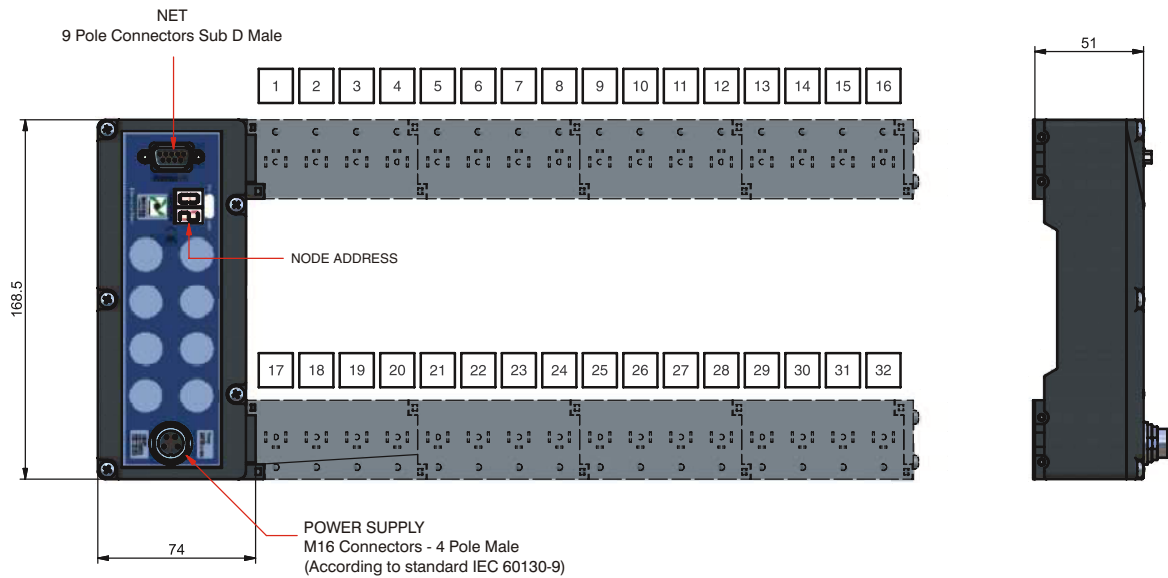 NET
9 Pole Connectors Sub D Male
51
1 2 3 4 5 6 7 8 9 10 11 12 13 14 15 16
NODE ADDRESS
168.5
17 18 19 20 21 22 23 24 25 26 27 28 29 30 31 32
POWER SUPPLY
M16 Connectors - 4 Pole Male
(According to standard IEC 60130-9)
74